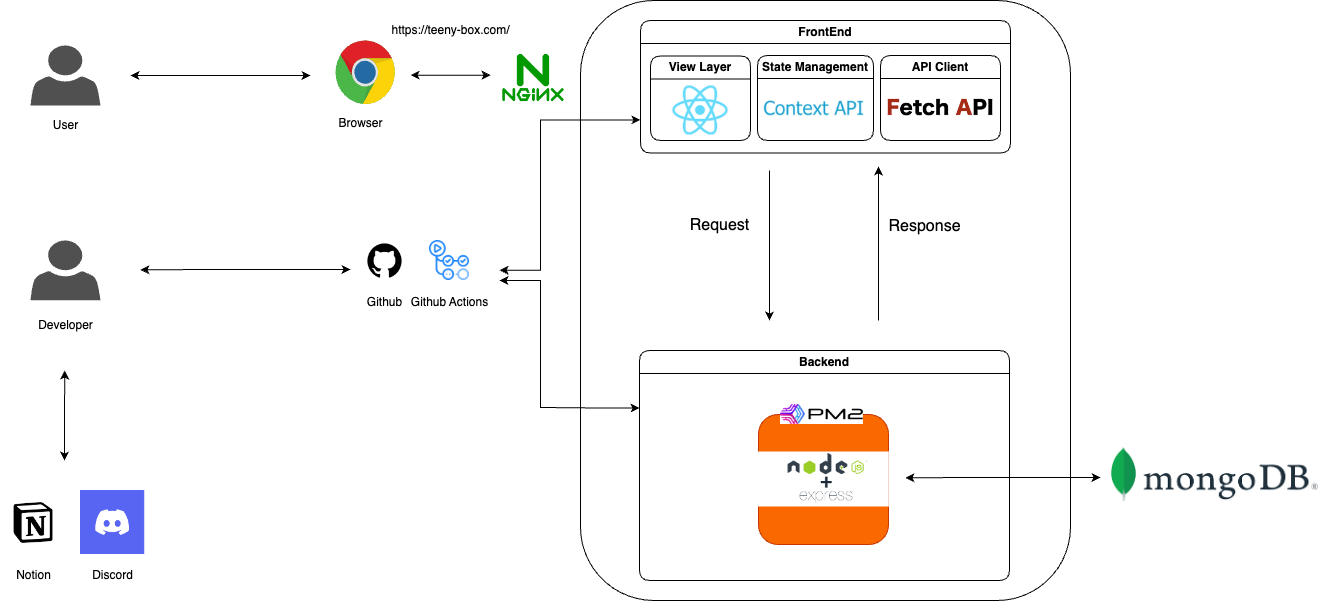 https://teeny-box.com/
User
Browser
NGiNX
FrontEnd
View Layer
State Management
API Client
Context API
Fetch API
Request
Response
Developer
Github
Github Actions
Backend
PM2
node
JS
+
express
mongoDB®
N
Notion
Discord